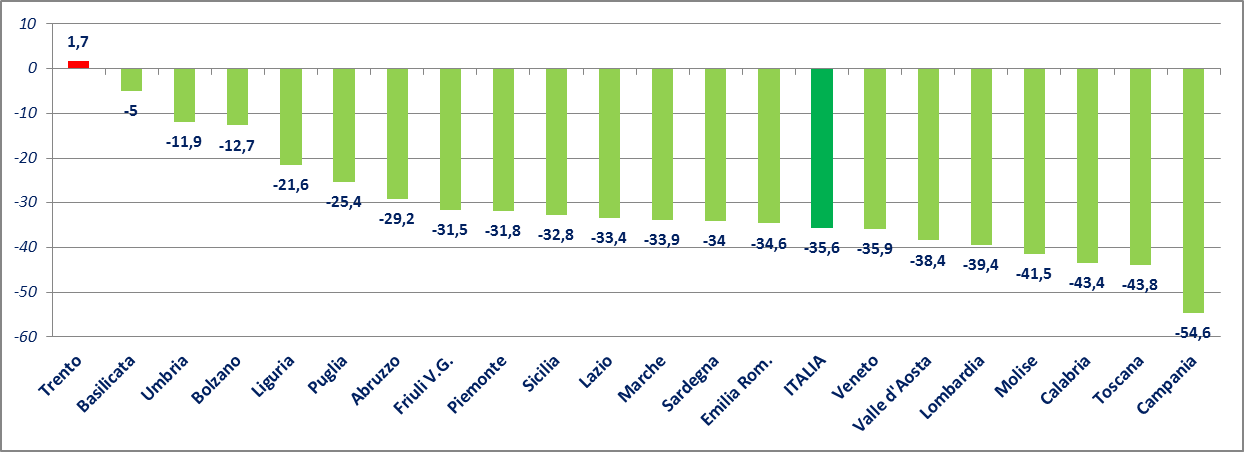 10
0
-10
-20
-30
-40
-50
-60
1,7
-5
-11,9
-12,7
-21,6
-25,4
-29,2
-31,5
-31,8
-32,8
-33,4
-33,9
-34
-34,6
-35,6
-35,9
-38,4
-39,4
-41,5
-43,4
-43,8
-54,6
Trento
Basilicata
Umbria
Bolzano
Liguria
Puglia
Abruzzo
Friuli V.G.
Piemonte
Sicilia
Lazio
Marche
Sardegna
Emilia Rom.
ITALIA
Veneto
Valle d'Aosta
Lombardia
Molise
Calabria
Toscana
Campania